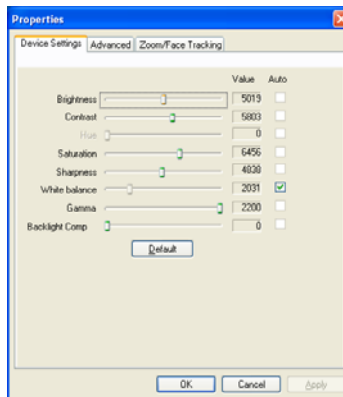 Properties
Device Settings Advanced Zoom/Face Tracking
Value Auto
Brightness 5019
Contrast 5803
Hue 0
Saturation 6456
Sharpness 4838
White balance 2031
Gamma 2200
Backlight Comp 0
Default
OK Cancel Apply